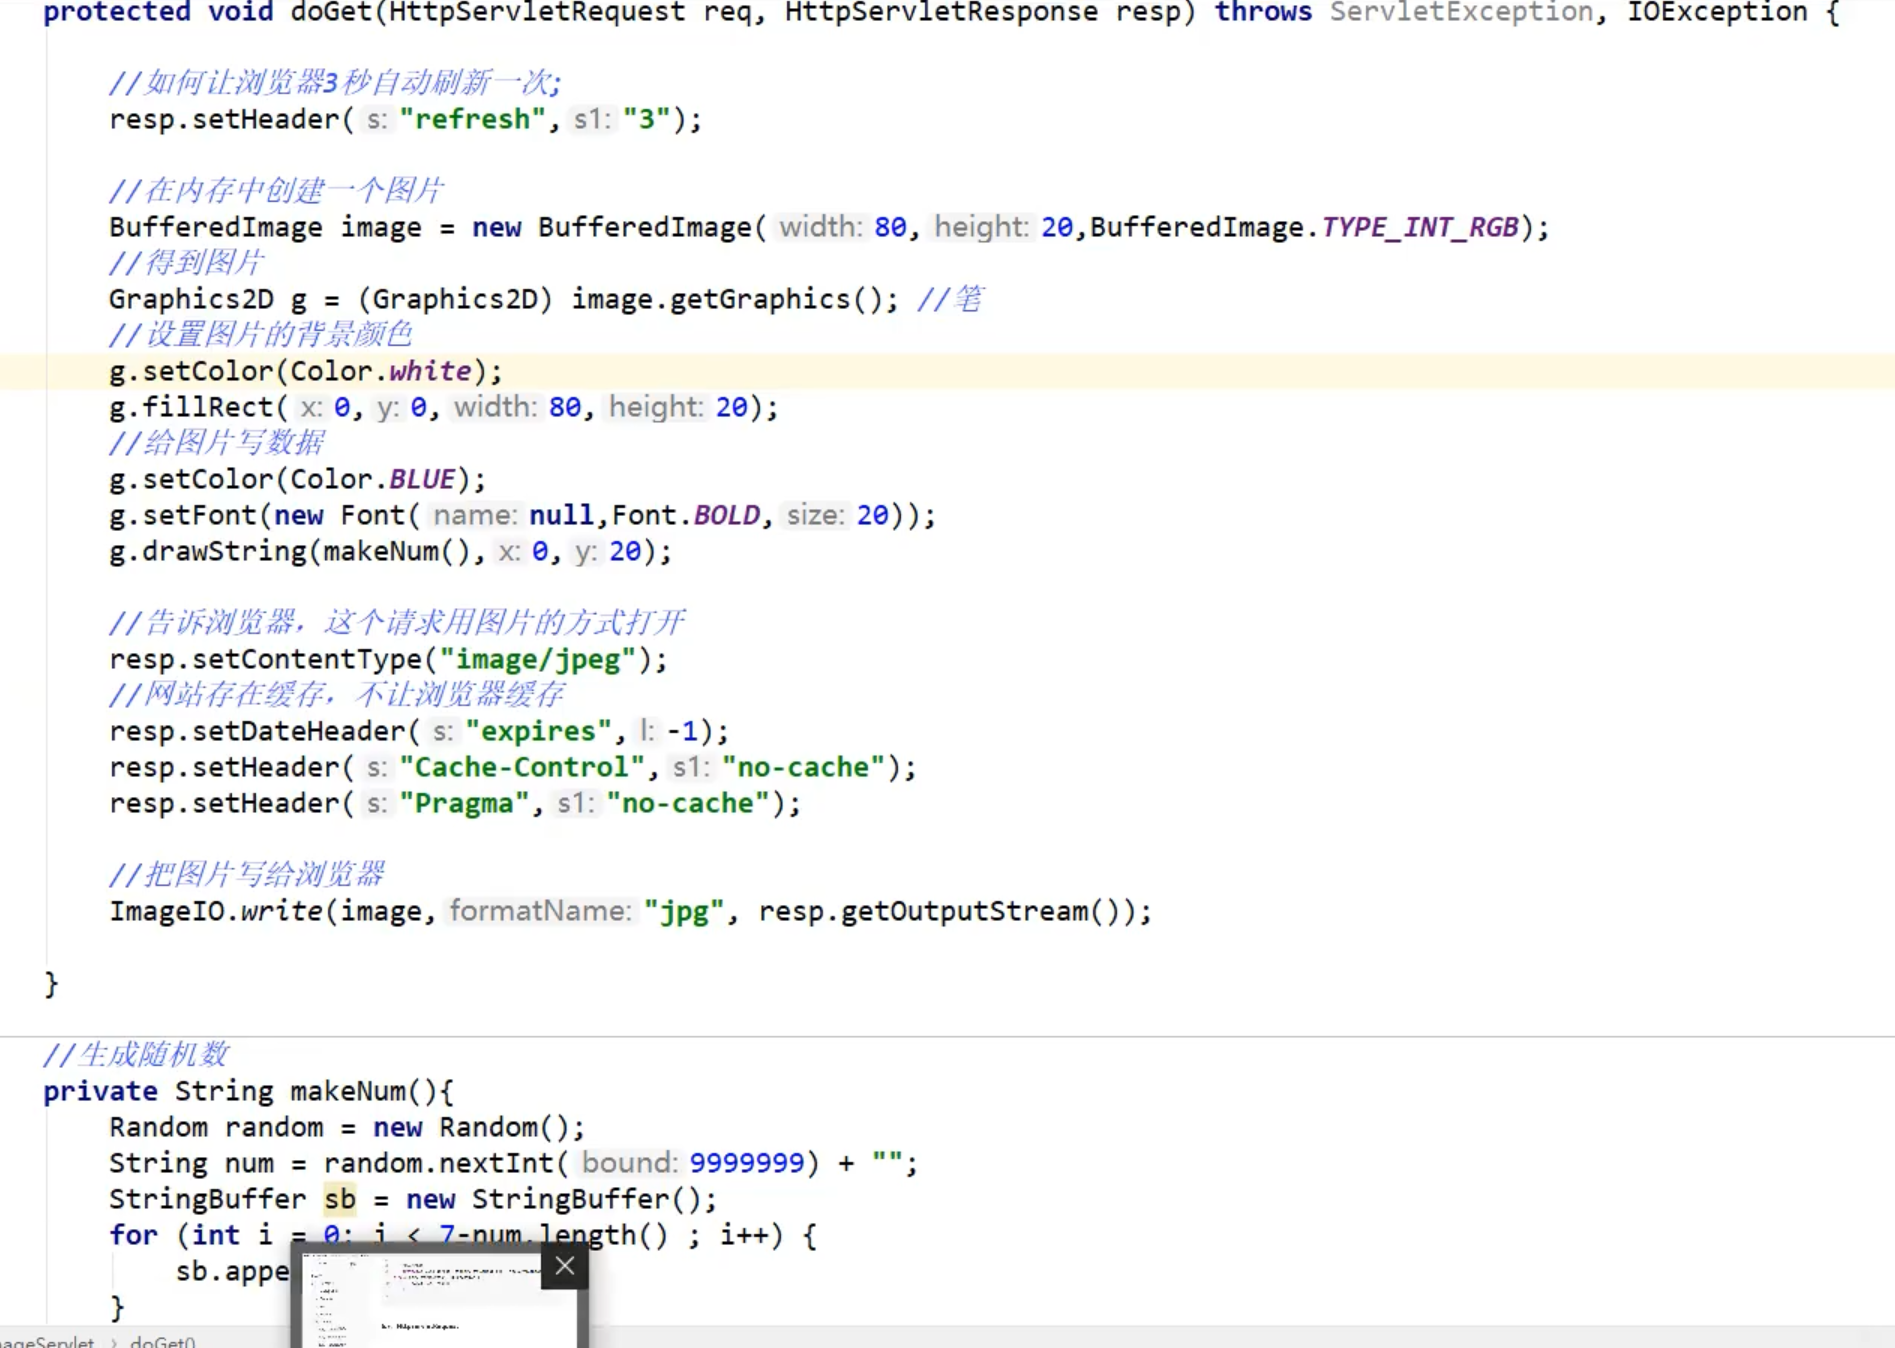 protected void doGet(HttpServletRequest req, HttpServletResponse resp) throws ServletException, IOException {
//如何让浏览器3秒自动刷新一次;
resp.setHeader( s: "refresh", s1: "3");
//在内存中创建一个图片
BufferedImage image = new BufferedImage( width: 80, height: 20,BufferedImage.TYPE_INT_RGB);
//得到图片
Graphics2D g = (Graphics2D) image.getGraphics(); //笔
//设置图片的背景颜色
g.setColor(Color.white);
g.fillRect( x: 0, y: 0, width: 80, height: 20);
//给图片写数据
g.setColor(Color.BLUE);
g.setFont(new Font( name: null,Font.BOLD, size: 20));
g.drawString(makeNum(), x: 0, y: 20);
//告诉浏览器，这个请求用图片的方式打开
resp.setContentType("image/jpeg");
//网站存在缓存，不让浏览器缓存
resp.setDateHeader( s: "expires", l: -1);
resp.setHeader( s: "Cache-Control", s1: "no-cache");
resp.setHeader( s: "Pragma", s1: "no-cache");
//把图片写给浏览器
ImageIO.write(image, formatName: "jpg", resp.getOutputStream());
}
//生成随机数
private String makeNum(){
Random random = new Random();
String num = random.nextInt( bound: 9999999) + "";
StringBuffer sb = new StringBuffer();
for (int i = 0; i < 7-num.length() ; i++) {
sb.appe
}
ageServlet > doGet()